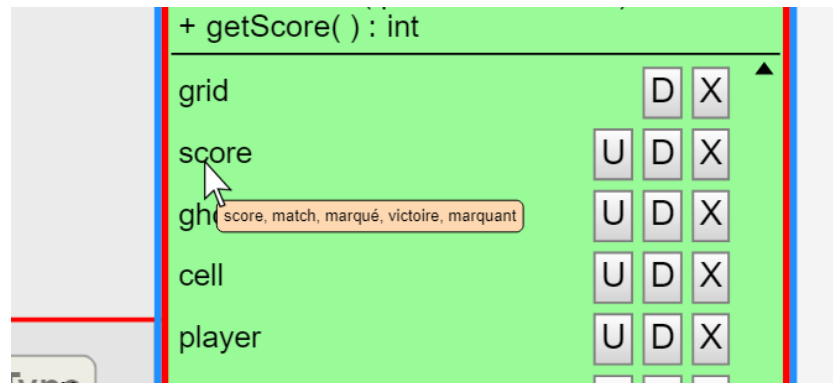 + getScore( ) : int
grid D X
score U D X
score, match, marqué, victoire, marquant
U D X
cell U D X
player U D X